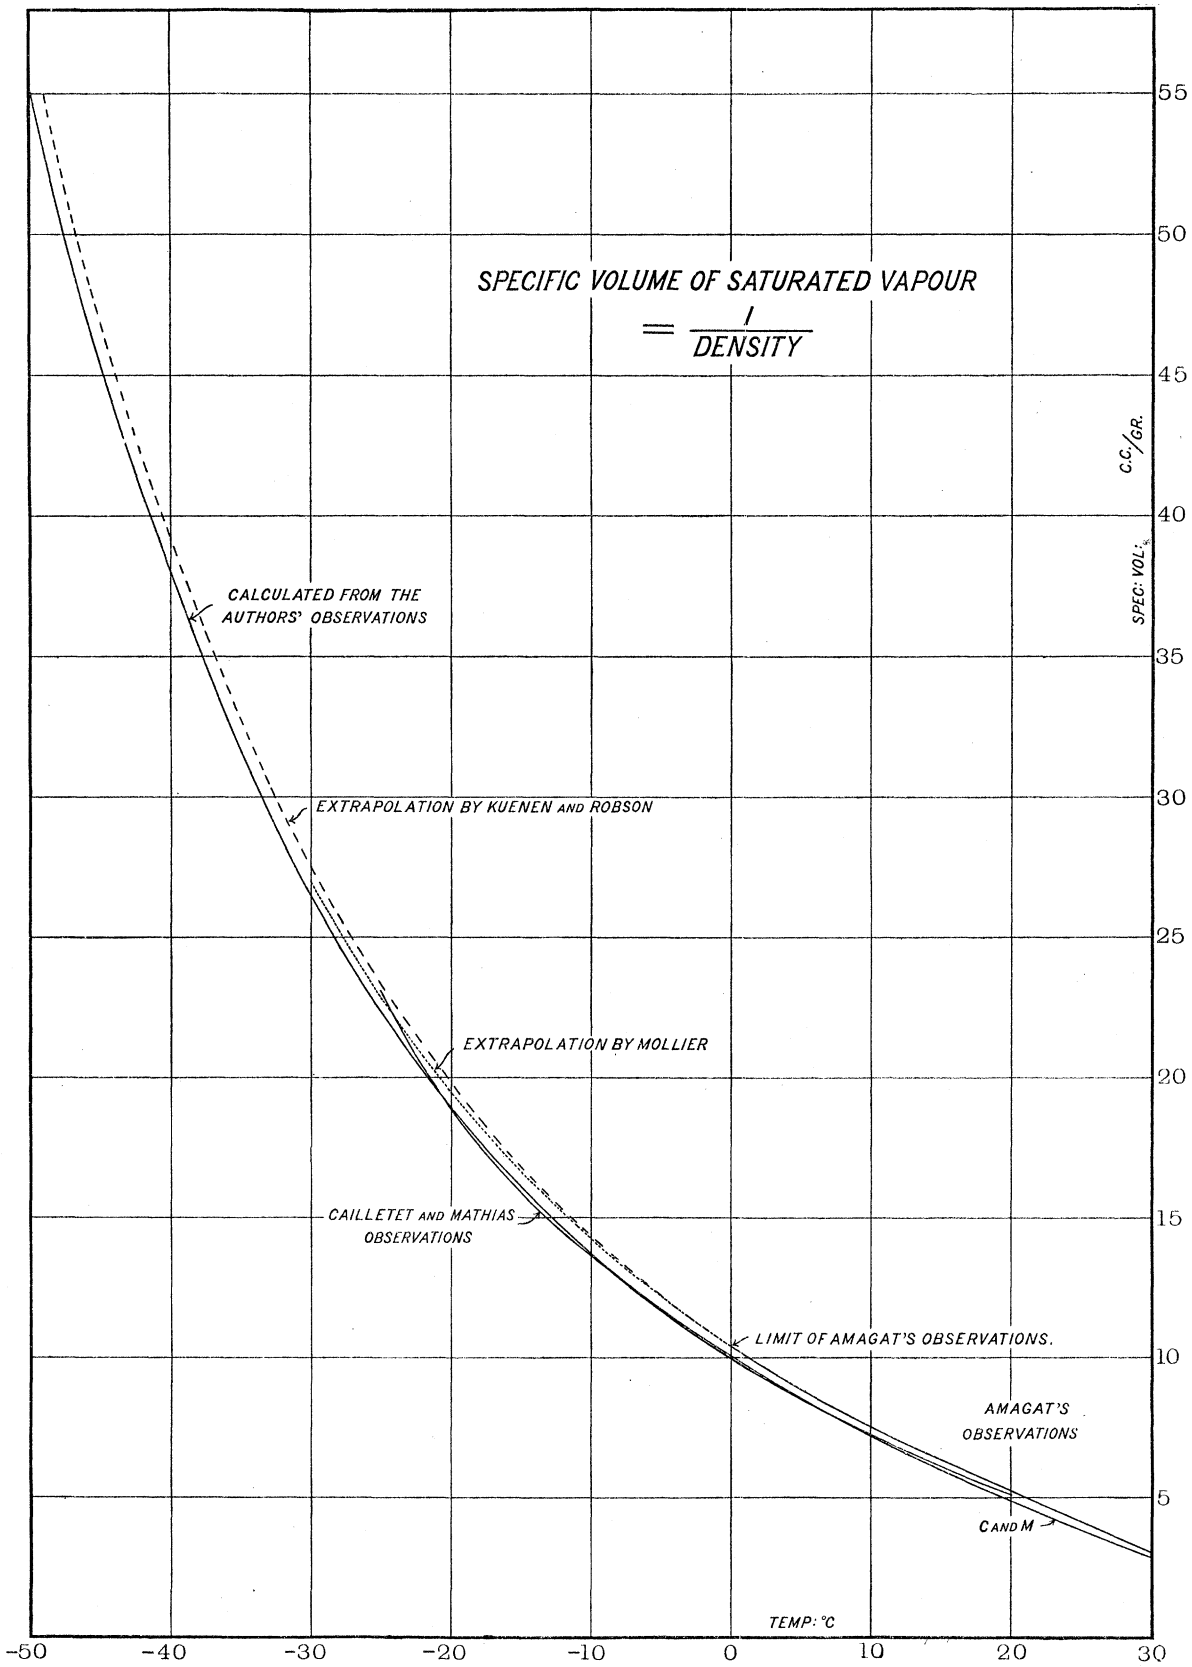 55
50
SPECIFIC VOLUME OF SATURATED VAPOUR
= 1
DENSITY
45
C.C./GR.
40
SPEC: VOL:
CALCULATED FROM THE
AUTHORS' OBSERVATIONS
35
30
EXTRAPOLATION BY KUENEN AND ROBSON
25
EXTRAPOLATION BY MOLLIER
20
CAILLETET AND MATHIAS
OBSERVATIONS
15
LIMIT OF AMAGAT'S OBSERVATIONS.
10
AMAGAT'S
OBSERVATIONS
5
C AND M
TEMP: °C
-50 -40 -30 -20 -10 0 10 20 30